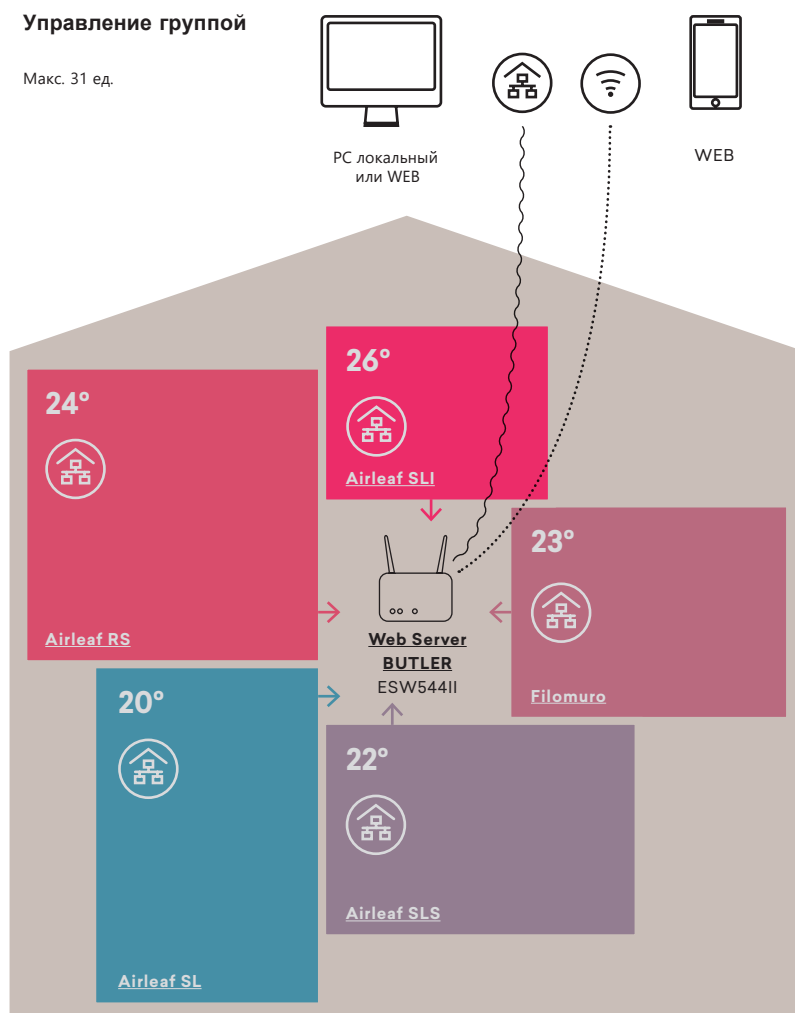 Управление группой
Макс. 31 ед.
PC локальный
или WEB
WEB
26°
24°
Airleaf SLI
23°
Airleaf RS
Web Server
BUTLER
ESW544II
20°
Filomuro
22°
Airleaf SLS
Airleaf SL